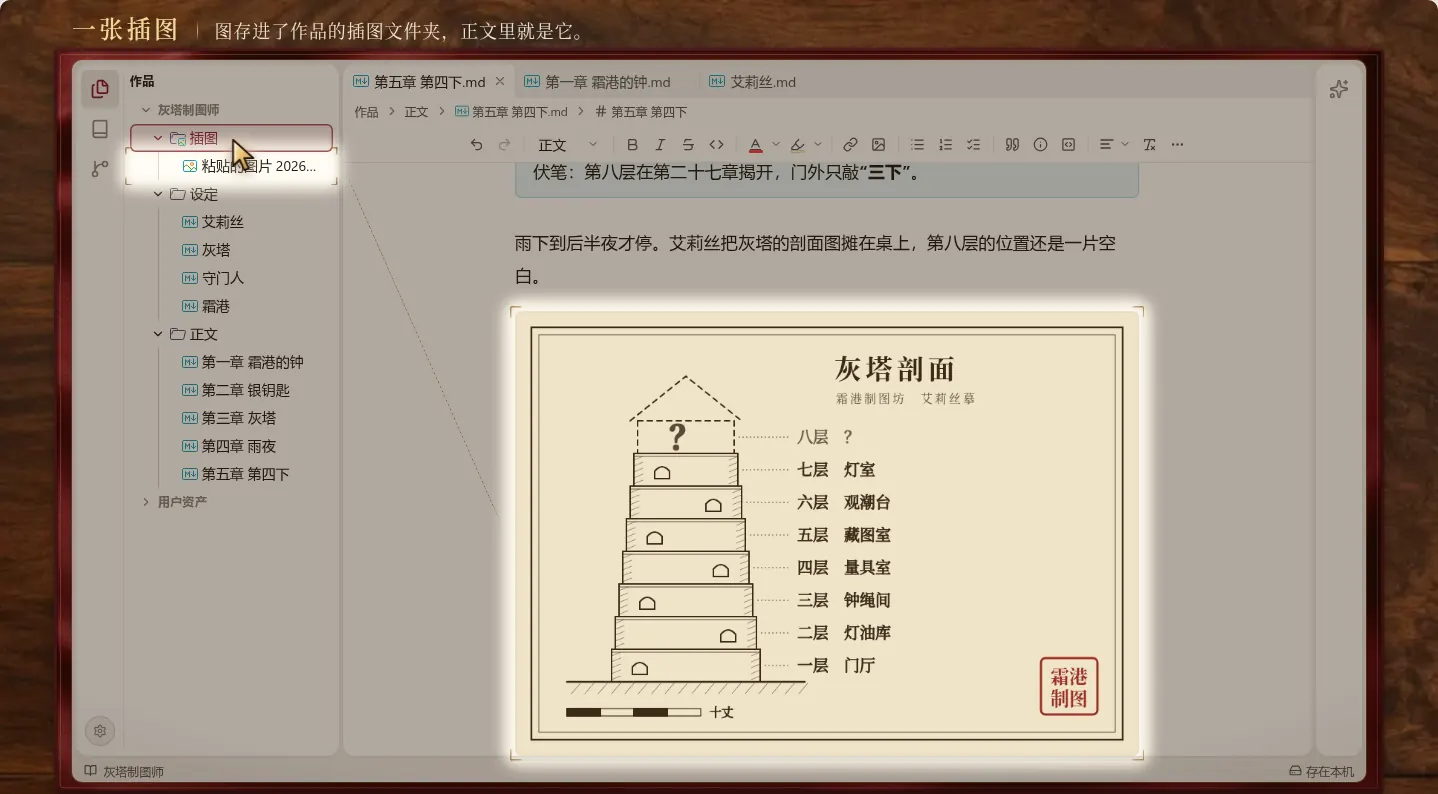 一张插图 | 图存进了作品的插图文件夹，正文里就是它。
作品
灰塔制图师
插图
粘贴的图片 2026...
设定
艾莉丝
灰塔
守门人
霜港
正文
第一章 霜港的钟
第二章 银钥匙
第三章 灰塔
第四章 雨夜
第五章 第四下
用户资产
灰塔制图师
第五章 第四下.md
第一章 霜港的钟.md
艾莉丝.md
作品 > 正文 > 第五章 第四下.md > # 第五章 第四下
正文
伏笔：第八层在第二十七章揭开，门外只敲“三下”。
雨下到后半夜才停。艾莉丝把灰塔的剖面图摊在桌上，第八层的位置还是一片空
白。
灰塔剖面
霜港制图坊 艾莉丝摹
?
八层 ?
七层 灯室
六层 观潮台
五层 藏图室
四层 量具室
三层 钟绳间
二层 灯油库
一层 门厅
十丈
霜港
制图
存在本机